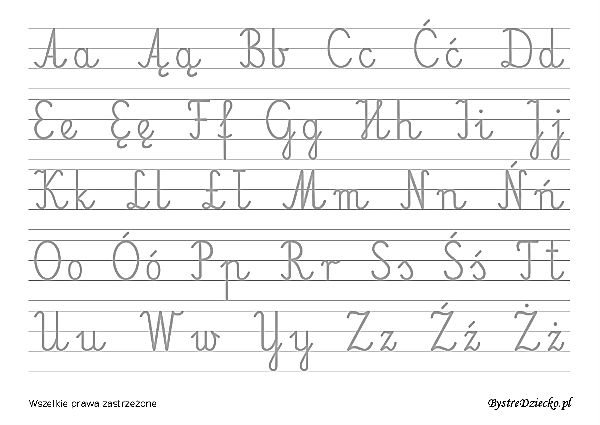 Aa Ąą Bb Cc Ćć Dd
Ee Ęę Ff Gg Hh Ii Jj
Kk Ll Łł Mm Nn Ńń
Oo Óó Pp Rr Ss Śś Tt
Uu Ww Yy Zz Źź Żż
Wszelkie prawa zastrzeżone
BystreDziecko.pl